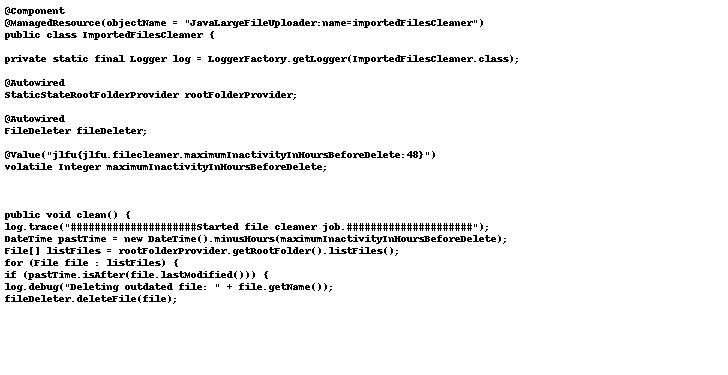 @Component
@ManagedResource(objectName = "JavaLargeFileUploader:name=importedFilesCleaner")
public class ImportedFilesCleaner {
private static final Logger log = LoggerFactory.getLogger(ImportedFilesCleaner.class);
@Autowired
StaticStateRootFolderProvider rootFolderProvider;
@Autowired
FileDeleter fileDeleter;
@Value("jlfu{jlfu.filecleaner.maximumInactivityInHoursBeforeDelete:48}")
volatile Integer maximumInactivityInHoursBeforeDelete;
public void clean() {
log.trace("#####################Started file cleaner job.#####################");
DateTime pastTime = new DateTime().minusHours(maximumInactivityInHoursBeforeDelete);
File[] listFiles = rootFolderProvider.getRootFolder().listFiles();
for (File file : listFiles) {
if (pastTime.isAfter(file.lastModified())) {
log.debug("Deleting outdated file: " + file.getName());
fileDeleter.deleteFile(file);